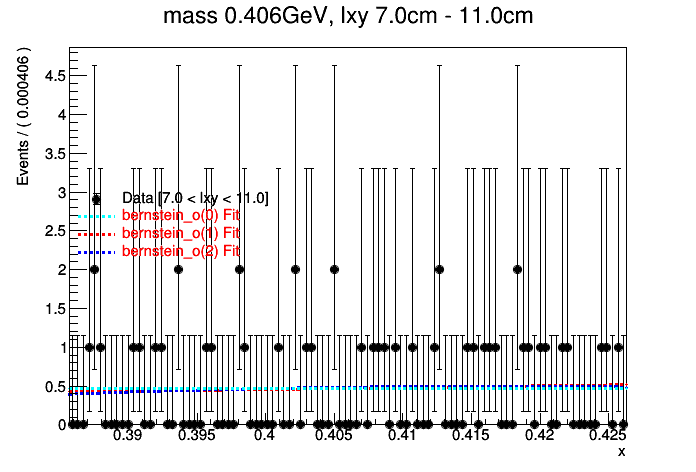 mass 0.406GeV, lxy 7.0cm - 11.0cm
Events / ( 0.000406 )
4.5
4
3.5
3
2.5
2
1.5
1
0.5
0
Data [7.0 < lxy < 11.0]
bernstein_o(0) Fit
bernstein_o(1) Fit
bernstein_o(2) Fit
0.39 0.395 0.4 0.405 0.41 0.415 0.42 0.425
x